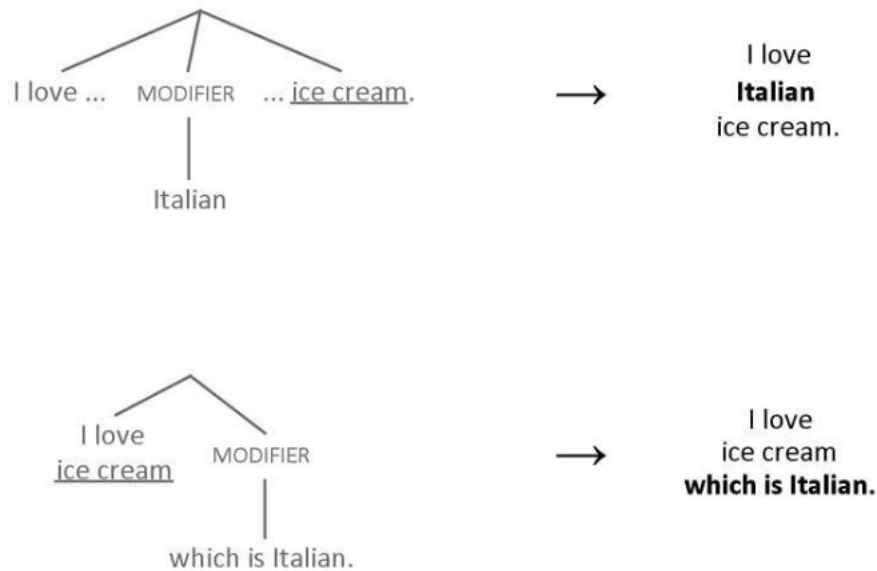 I love ... MODIFIER ... ice cream.
Italian
I love
Italian
ice cream.
I love
ice cream
MODIFIER
which is Italian.
I love
ice cream
which is Italian.